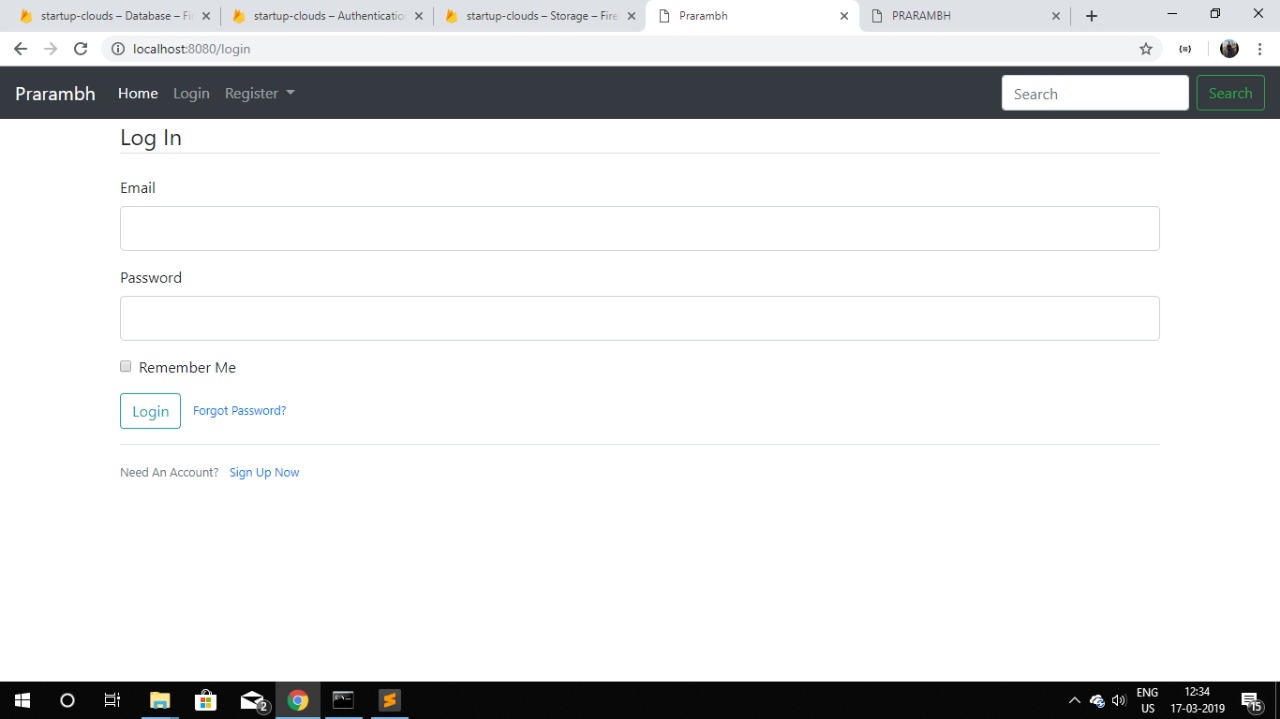 startup-clouds – Database – Fi
startup-clouds – Authenticatio
startup-clouds – Storage – Fire
Prarambh
PRARAMBH
localhost:8080/login
Prarambh Home Login Register Search Search
Log In
Email
Password
Remember Me
Login Forgot Password?
Need An Account? Sign Up Now
2
ENG
US
12:34
17-03-2019
15